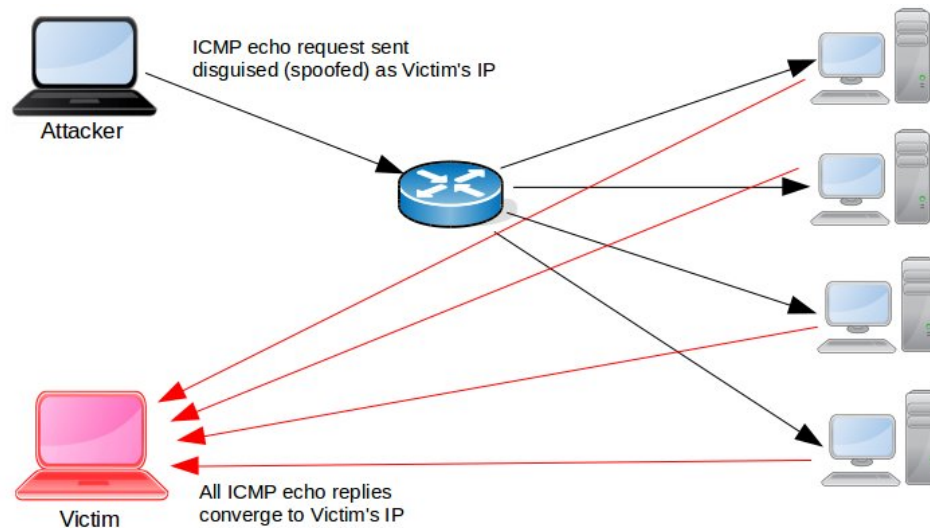 ICMP echo request sent
disguised (spoofed) as Victim's IP
Attacker
All ICMP echo replies
converge to Victim's IP
Victim